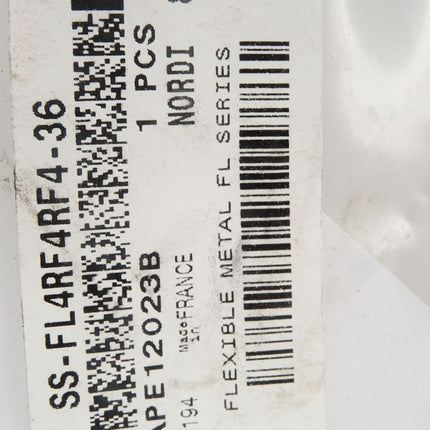 SS-FL4RF4RF4-36
APE12023B
1 PCS
194 Made in FRANCE
NORDI
FLEXIBLE METAL FL SERIES